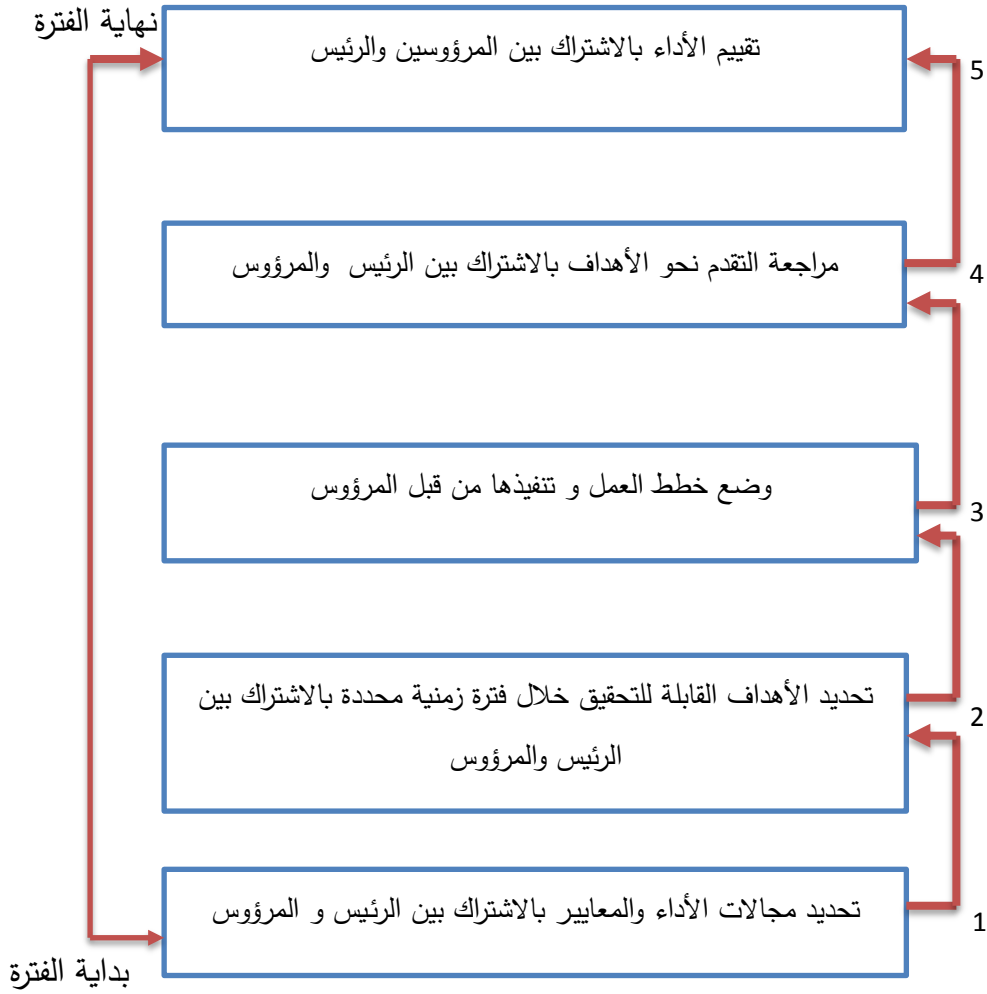 نهاية الفترة
تقييم الأداء بالاشتراك بين المرؤوسين والرئيس
5
مراجعة التقدم نحو الأهداف بالاشتراك بين الرئيس والمرؤوس
4
وضع خطط العمل و تنفيذها من قبل المرؤوس
3
تحديد الأهداف القابلة للتحقيق خلال فترة زمنية محددة بالاشتراك بين
الرئيس والمرؤوس
2
تحديد مجالات الأداء والمعايير بالاشتراك بين الرئيس و المرؤوس
1
بداية الفترة